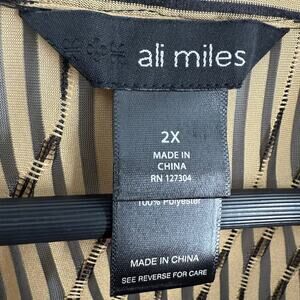 ali miles
2X
MADE IN
CHINA
RN 127304
100% Polyester
MADE IN CHINA
SEE REVERSE FOR CARE